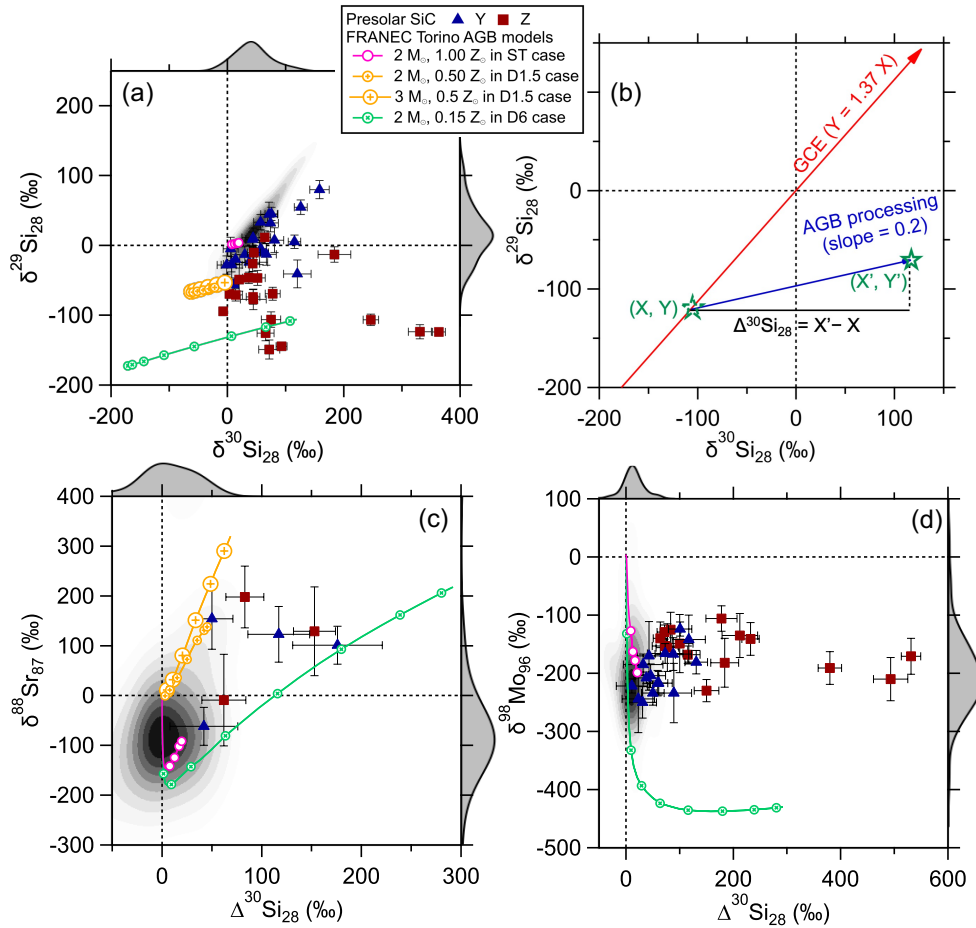 Presolar SiC Y Z
FRANEC Torino AGB models
2 M☉, 1.00 Z☉ in ST case
2 M☉, 0.50 Z☉ in D1.5 case
3 M☉, 0.5 Z☉ in D1.5 case
2 M☉, 0.15 Z☉ in D6 case
(a)
200
100
0
-100
-200
δ²⁹Si₂₈ (‰)
-200
0
200
400
δ³⁰Si₂₈ (‰)
(b)
100
0
-100
-200
δ²⁹Si₂₈ (‰)
GCE (Y = 1.37 X)
AGB processing
(slope = 0.2)
(X, Y)
(X', Y')
Δ³⁰Si₂₈ = X' − X
-200
-100
0
100
δ³⁰Si₂₈ (‰)
(c)
400
300
200
100
0
-100
-200
-300
δ⁸⁸Sr₈₇ (‰)
0
100
200
300
Δ³⁰Si₂₈ (‰)
(d)
100
0
-100
-200
-300
-400
-500
δ⁹⁸Mo₉₆ (‰)
0
200
400
600
Δ³⁰Si₂₈ (‰)